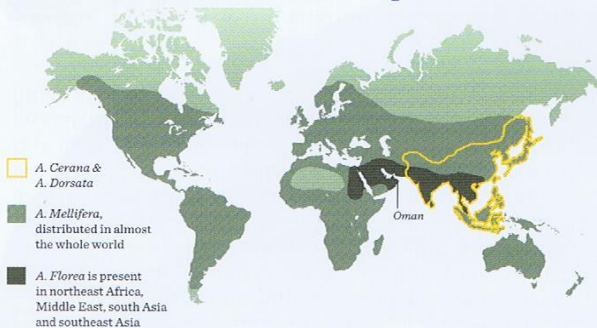 A. Cerana &
A. Dorsata
A. Mellifera,
distributed in almost
the whole world
A. Florea is present
in northeast Africa,
Middle East, south Asia
and southeast Asia
Oman